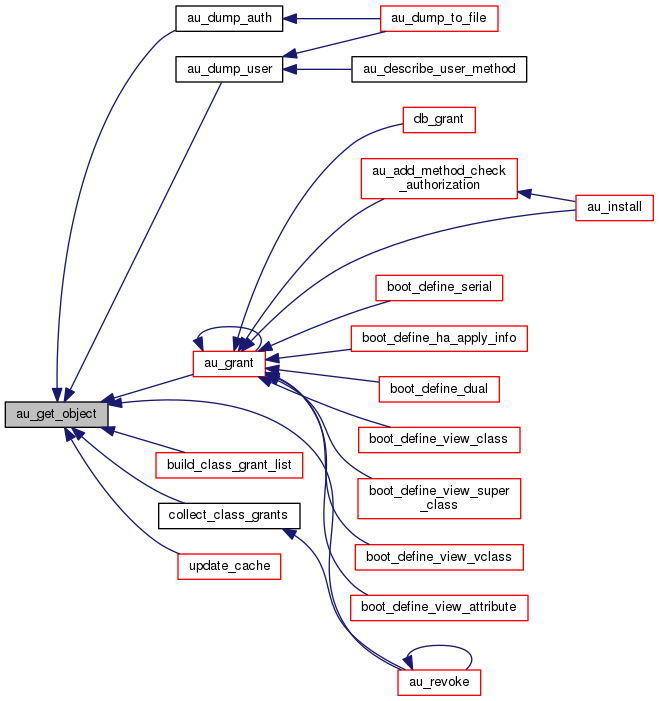 au_dump_auth
au_dump_to_file
au_dump_user
au_describe_user_method
db_grant
au_add_method_check
_authorization
au_install
boot_define_serial
boot_define_ha_apply_info
au_grant
boot_define_dual
au_get_object
boot_define_view_class
build_class_grant_list
boot_define_view_super
_class
collect_class_grants
boot_define_view_vclass
update_cache
boot_define_view_attribute
au_revoke